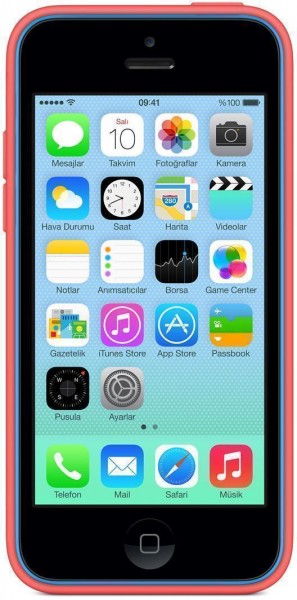 09:41 %100
Salı
10
Mesajlar Takvim Fotoğraflar Kamera
280
Hava Durumu Saat Harita Videolar
Notlar Anımsatıcılar Borsa Game Center
Gazetelik iTunes Store App Store Passbook
N
W E
S
Pusula Ayarlar
Telefon Mail Safari Müzik